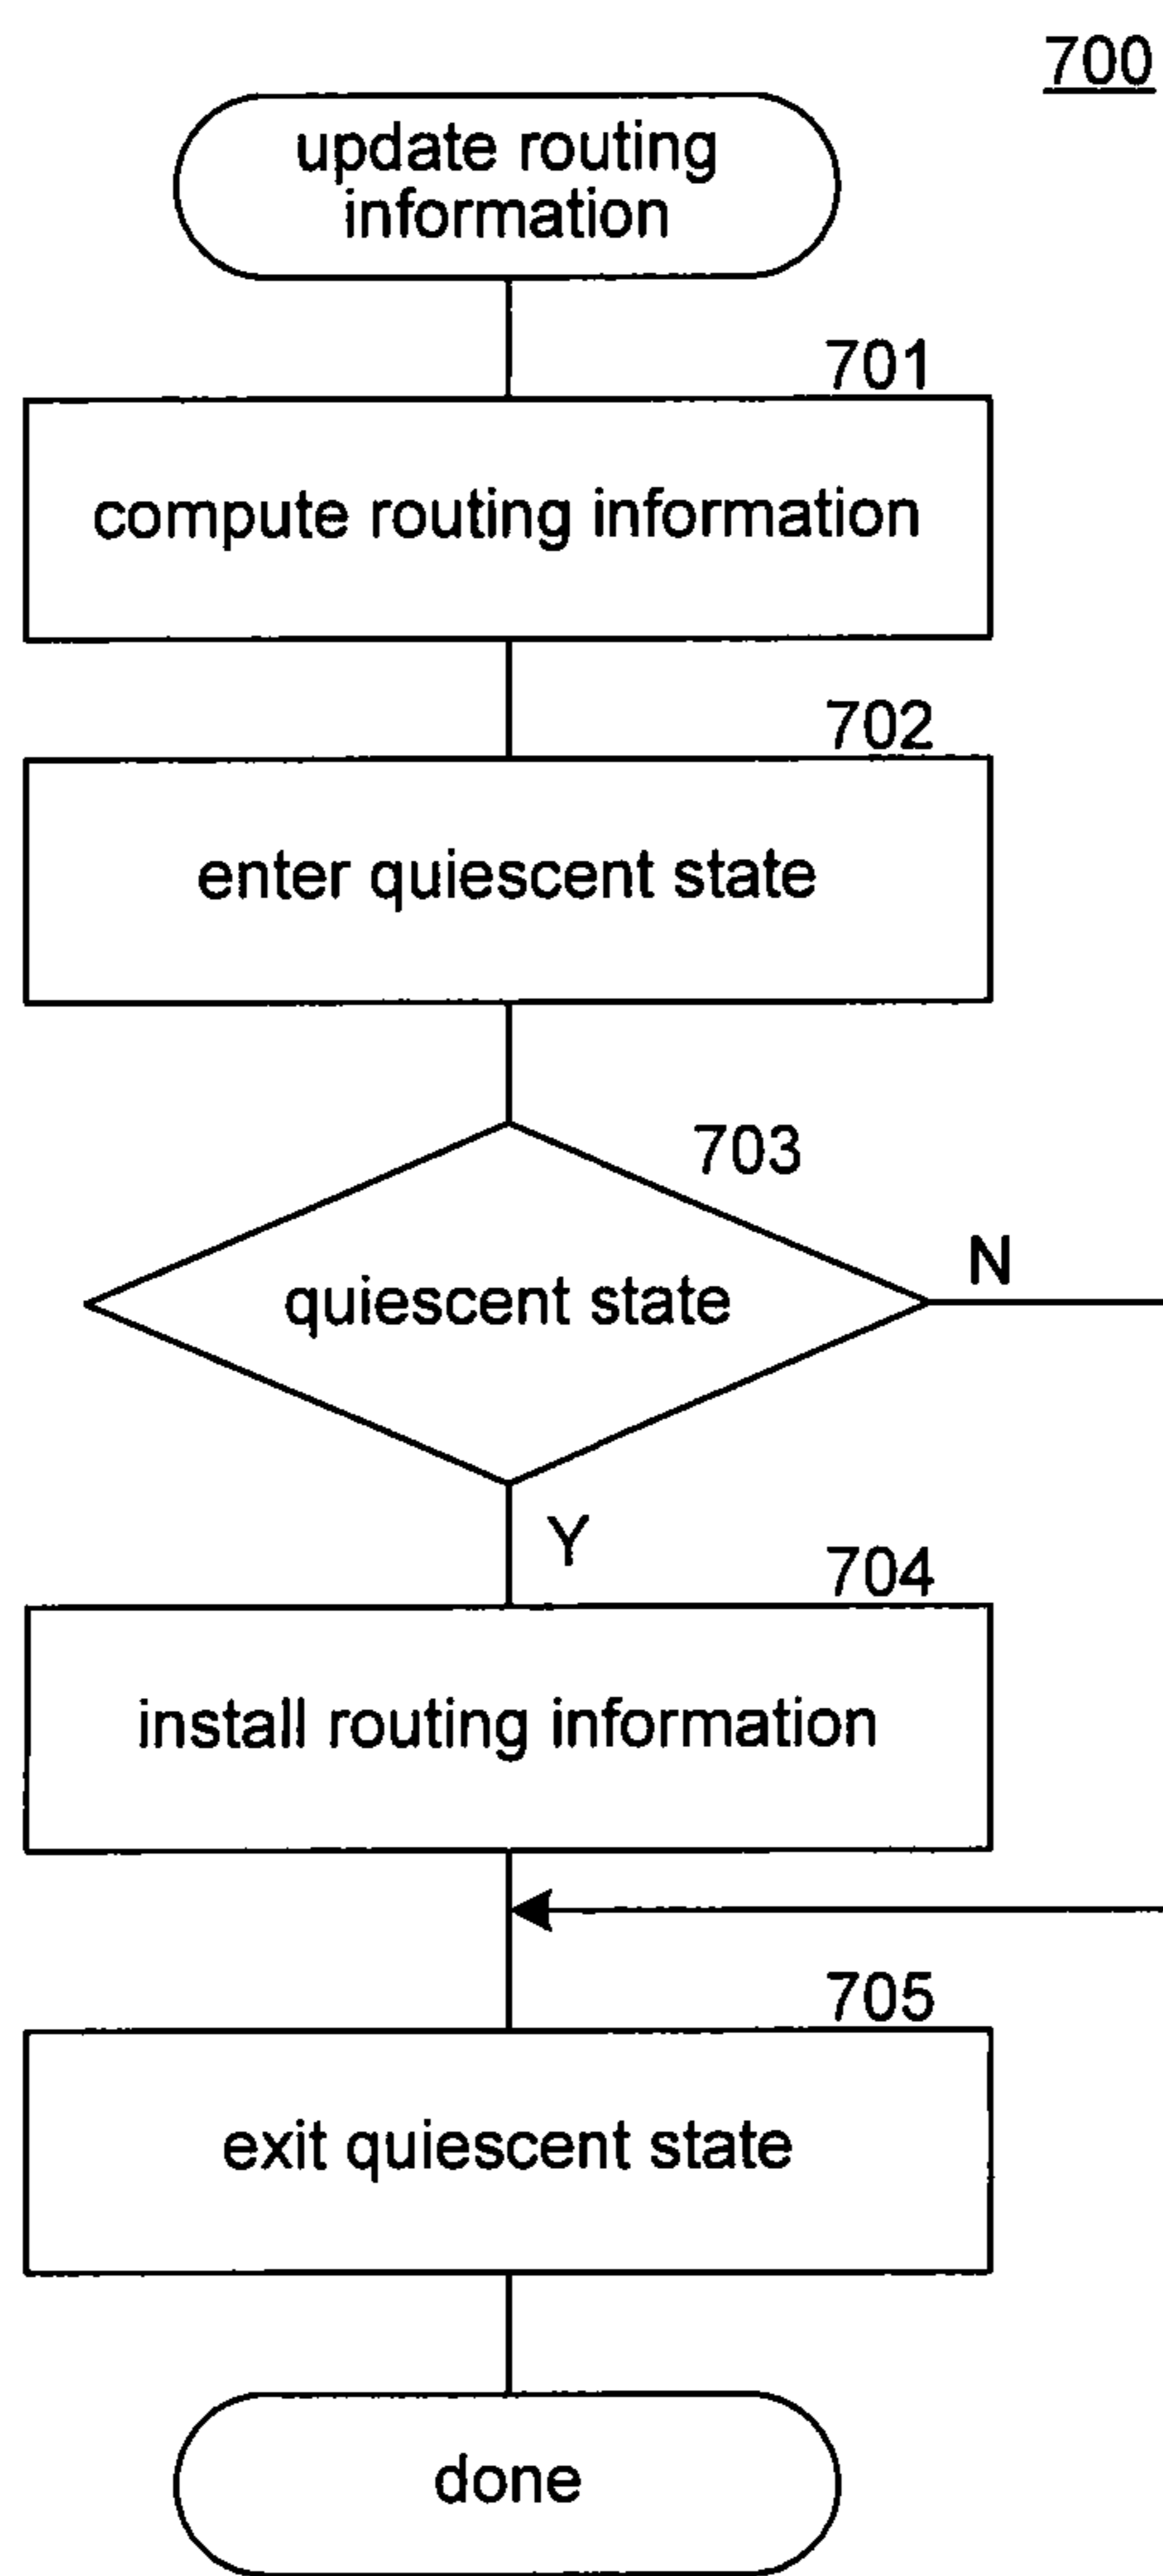 700
update routing
information
701
compute routing information
702
enter quiescent state
703
quiescent state
N
Y
704
install routing information
705
exit quiescent state
done